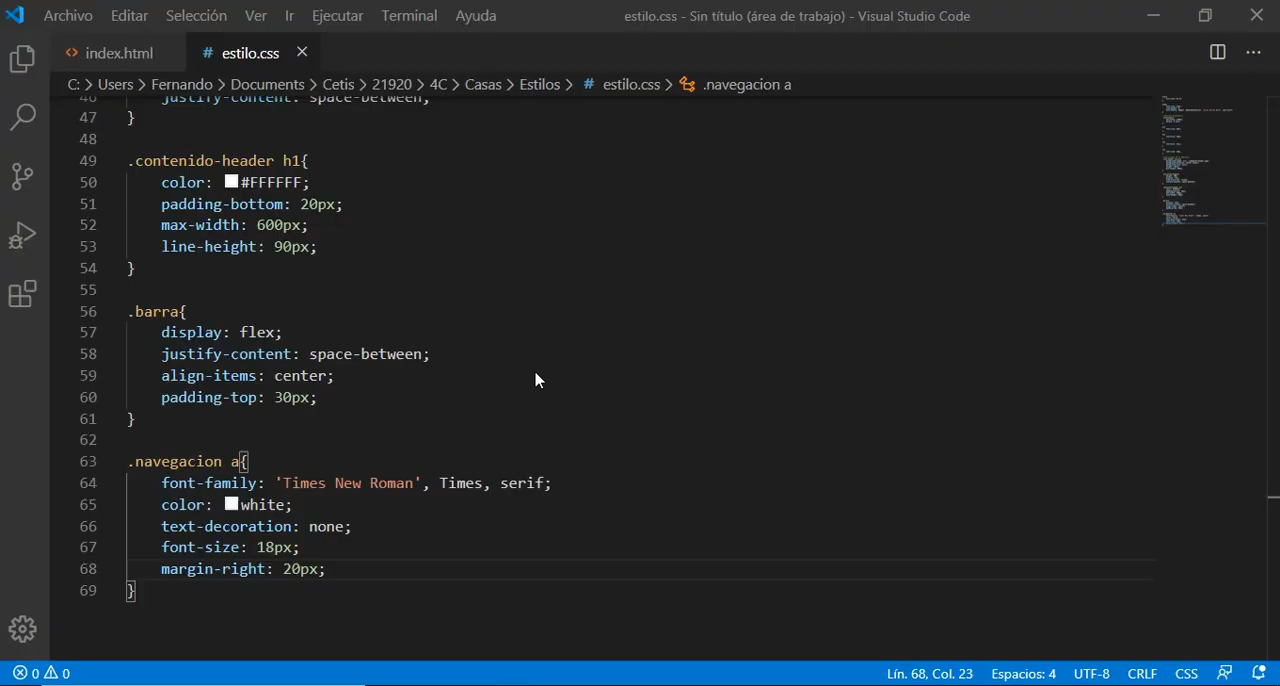 Archivo Editar Selección Ver Ir Ejecutar Terminal Ayuda estilo.css - Sin título (área de trabajo) - Visual Studio Code
index.html # estilo.css
C: > Users > Fernando > Documents > Cetis > 21920 > 4C > Casas > Estilos > # estilo.css > .navegacion a
46 justify-content: space-between;
47 }
48
49 .contenido-header h1{
50 color: #FFFFFF;
51 padding-bottom: 20px;
52 max-width: 600px;
53 line-height: 90px;
54 }
55
56 .barra{
57 display: flex;
58 justify-content: space-between;
59 align-items: center;
60 padding-top: 30px;
61 }
62
63 .navegacion a{
64 font-family: 'Times New Roman', Times, serif;
65 color: white;
66 text-decoration: none;
67 font-size: 18px;
68 margin-right: 20px;
69 }
0 0 Lín. 68, Col. 23 Espacios: 4 UTF-8 CRLF CSS